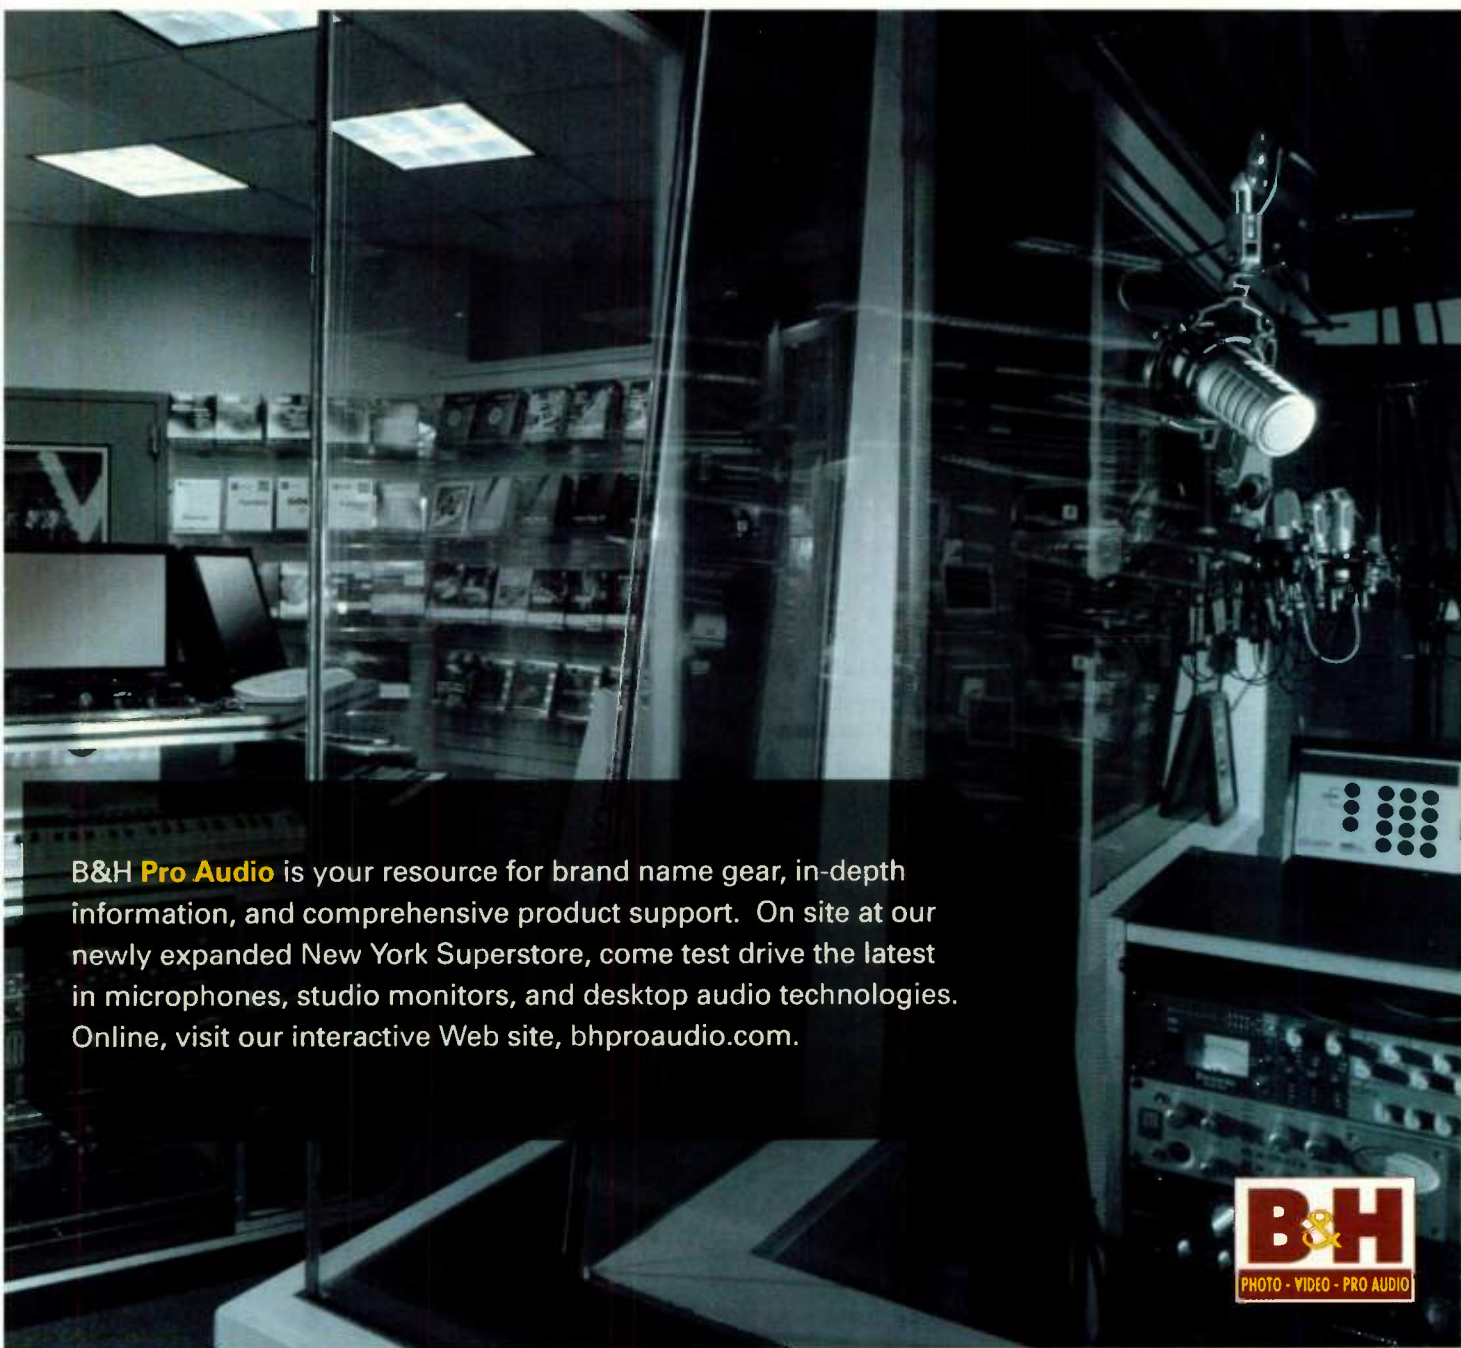 B&H Pro Audio is your resource for brand name gear, in-depth
information, and comprehensive product support. On site at our
newly expanded New York Superstore, come test drive the latest
in microphones, studio monitors, and desktop audio technologies.
Online, visit our interactive Web site, bhproaudio.com.
B&H
PHOTO - VIDEO - PRO AUDIO